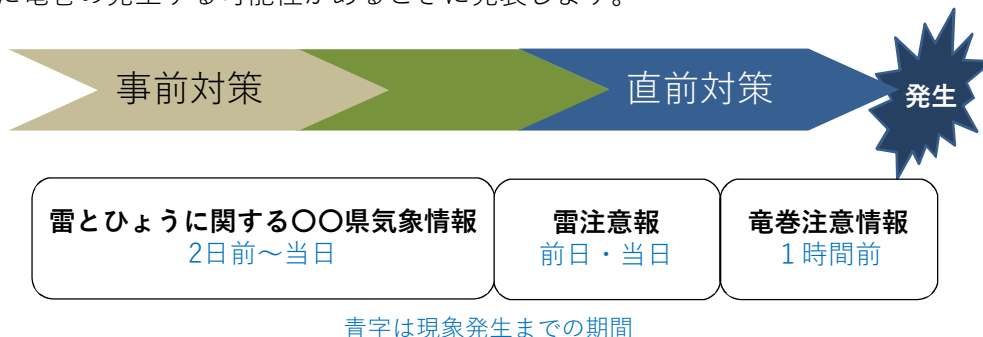 に竜巻の発生する可能性があるときに発表します。
事前対策
直前対策
発生
雷とひょうに関する〇〇県気象情報
2日前～当日
雷注意報
前日・当日
竜巻注意情報
１時間前
青字は現象発生までの期間